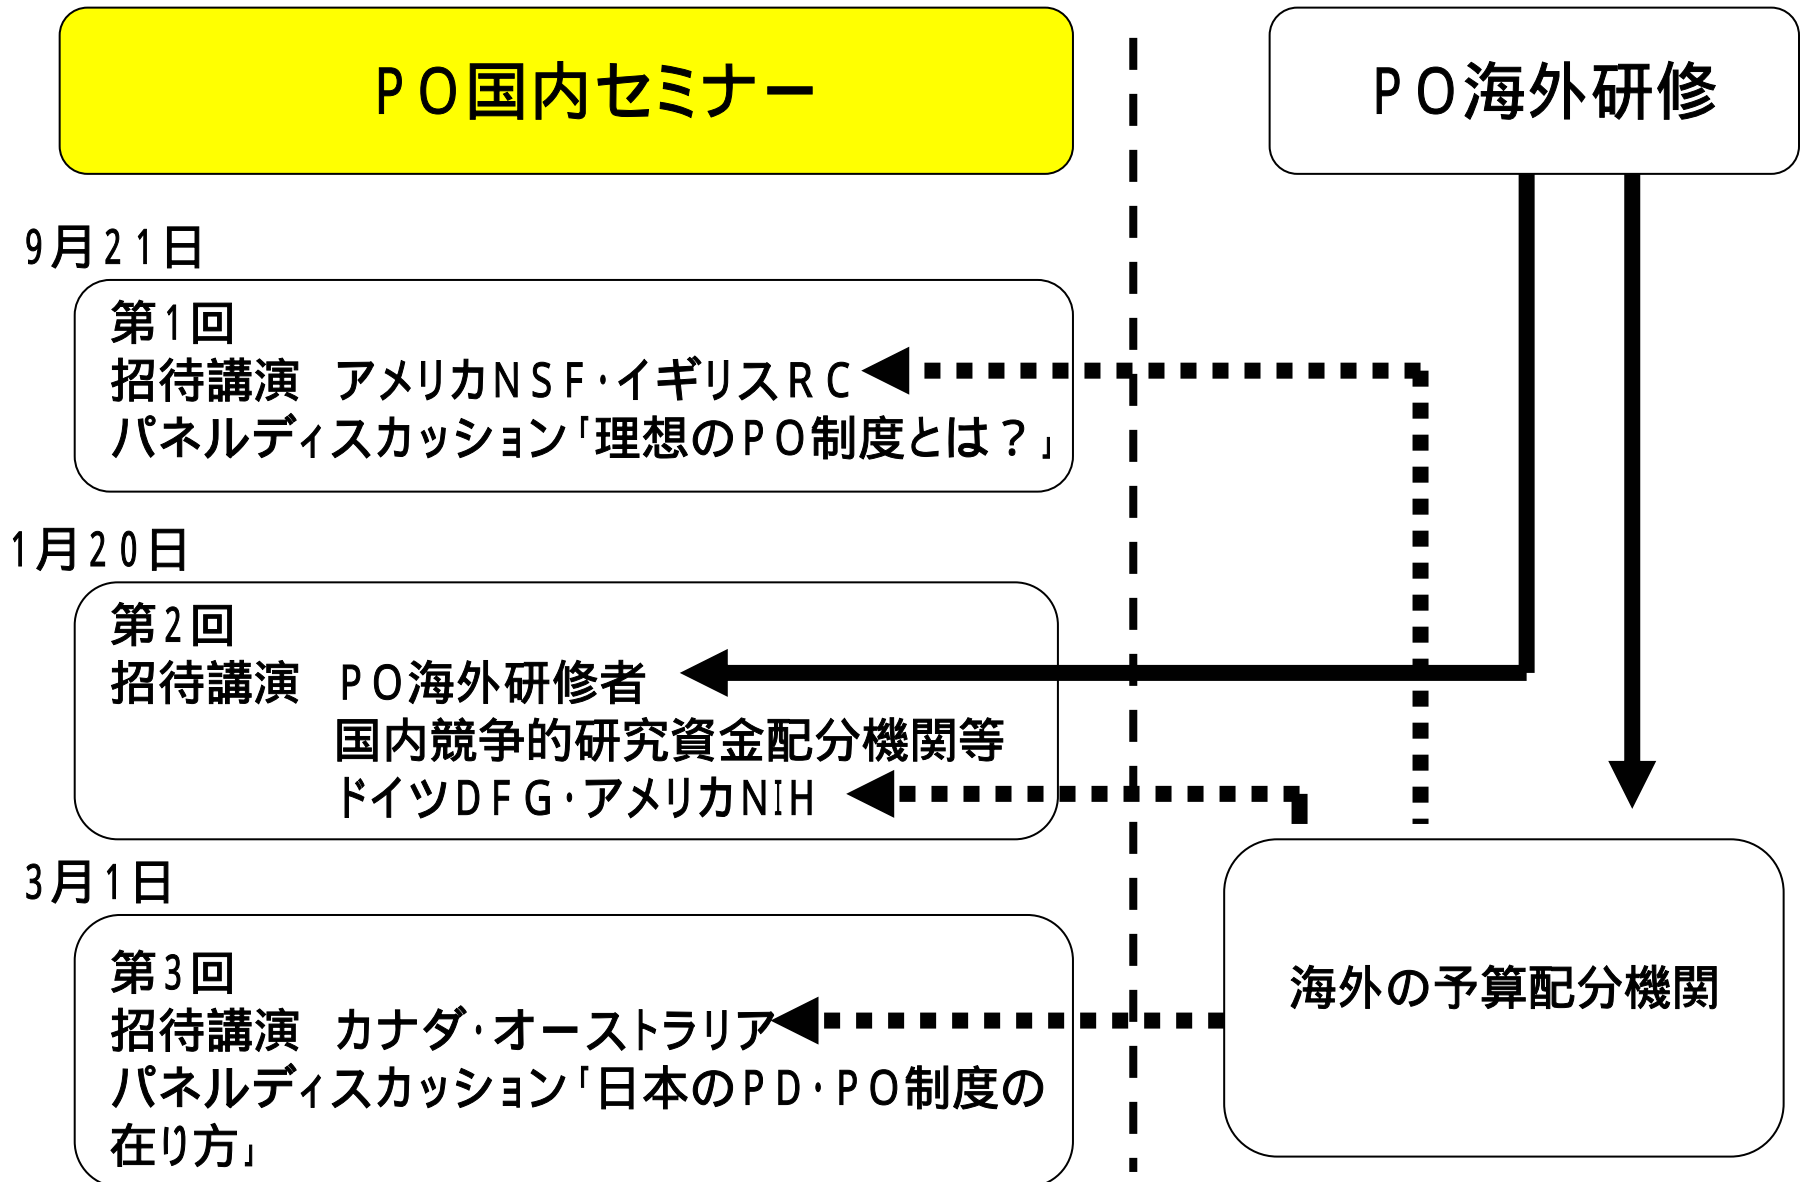 PO国内セミナー
PO海外研修
9月21日
第1回
招待講演　アメリカNSF・イギリスRC
パネルディスカッション「理想のPO制度とは？」
1月20日
第2回
招待講演　PO海外研修者
国内競争的研究資金配分機関等
ドイツDFG・アメリカNIH
3月1日
第3回
招待講演　カナダ・オーストラリア
パネルディスカッション「日本のPD・PO制度の
在り方」
海外の予算配分機関